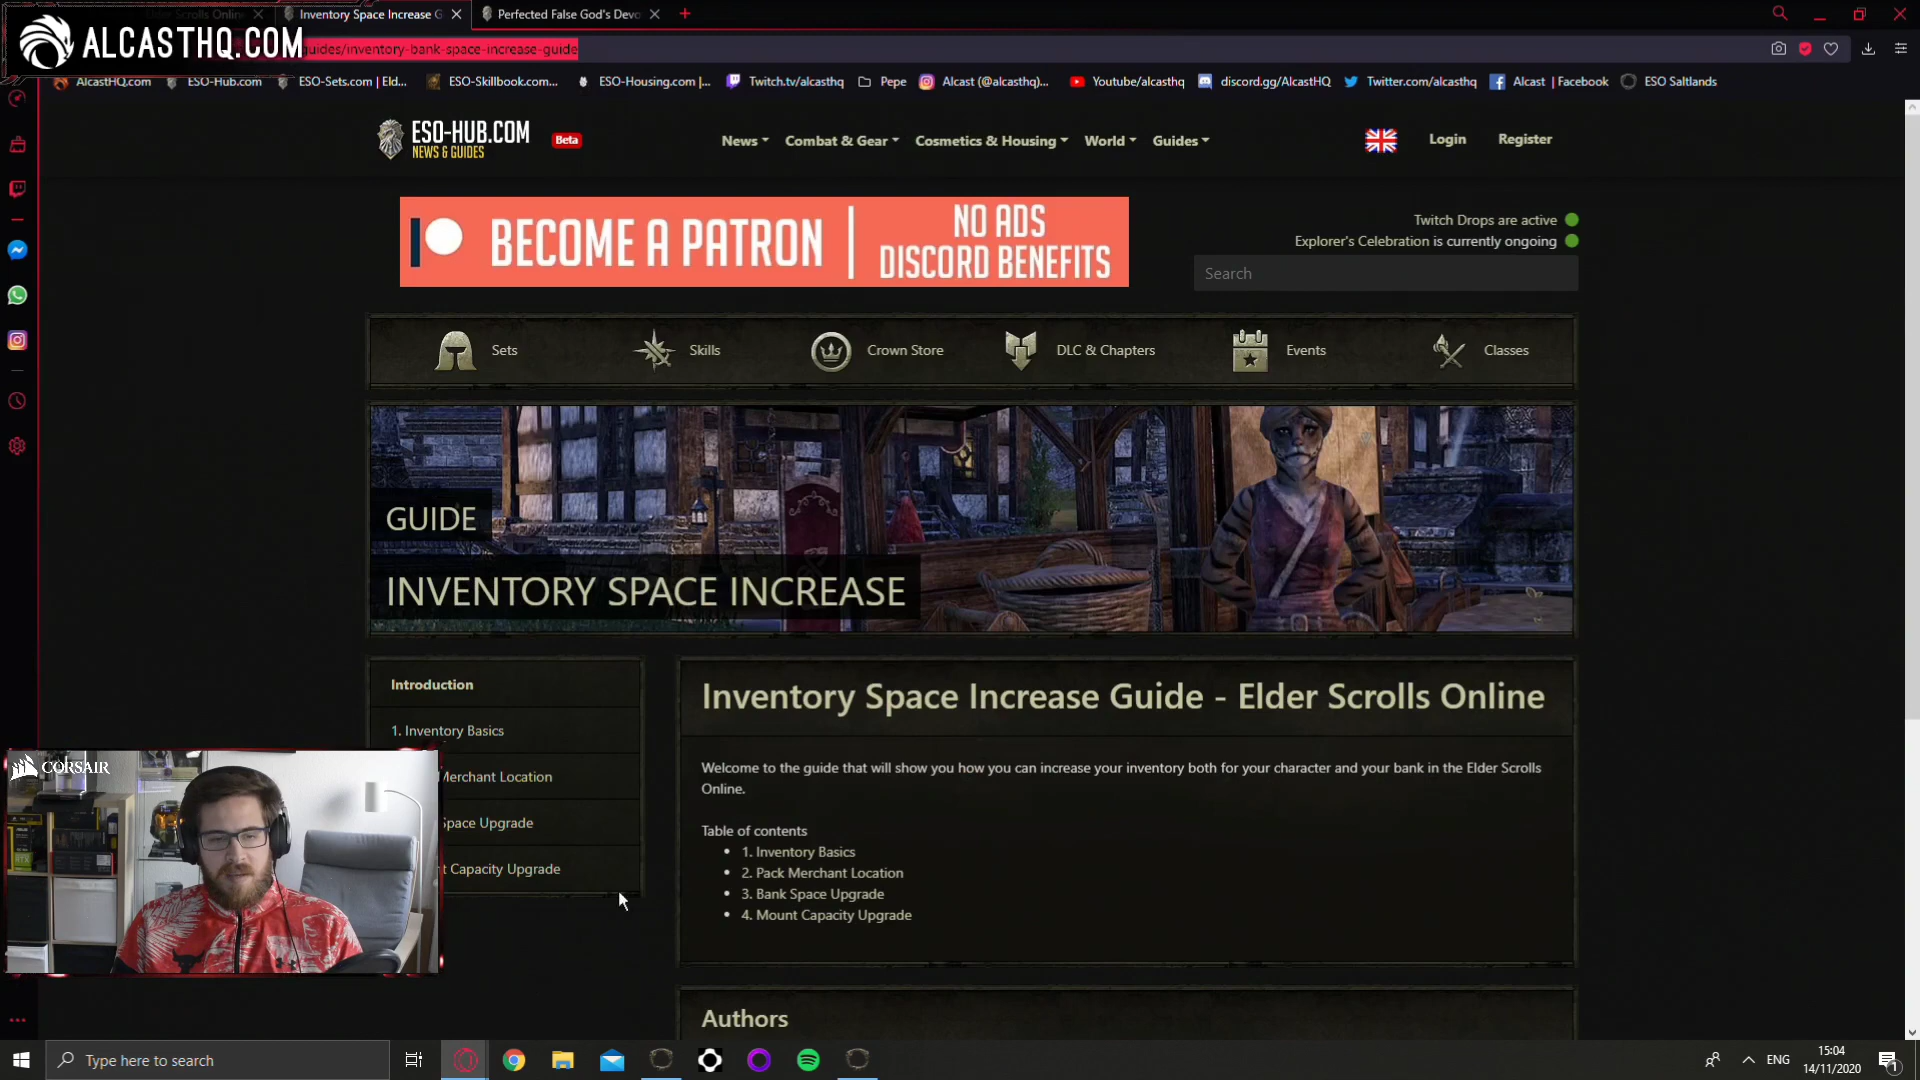 Elder Scrolls Onlin
Inventory Space Increase G
Perfected False God's Devo
ALCASTHQ.COM
guides/inventory-bank-space-increase-guide
AlcastHQ.com
ESO-Hub.com
ESO-Sets.com | Eld...
ESO-Skillbook.com...
ESO-Housing.com |...
Twitch.tv/alcasthq
Pepe
Alcast (@alcasthq)...
Youtube/alcasthq
discord.gg/AlcastHQ
Twitter.com/alcasthq
Alcast | Facebook
ESO Saltlands
ESO-HUB.COM
NEWS & GUIDES
Beta
News
Combat & Gear
Cosmetics & Housing
World
Guides
Login
Register
BECOME A PATRON
NO ADS
DISCORD BENEFITS
Twitch Drops are active
Explorer's Celebration is currently ongoing
Search
Sets
Skills
Crown Store
DLC & Chapters
Events
Classes
GUIDE
INVENTORY SPACE INCREASE
Introduction
1. Inventory Basics
Merchant Location
Space Upgrade
t Capacity Upgrade
Inventory Space Increase Guide - Elder Scrolls Online
Welcome to the guide that will show you how you can increase your inventory both for your character and your bank in the Elder Scrolls
Online.
Table of contents
• 1. Inventory Basics
• 2. Pack Merchant Location
• 3. Bank Space Upgrade
• 4. Mount Capacity Upgrade
Authors
CORSAIR
Type here to search
ENG
15:04
14/11/2020
1